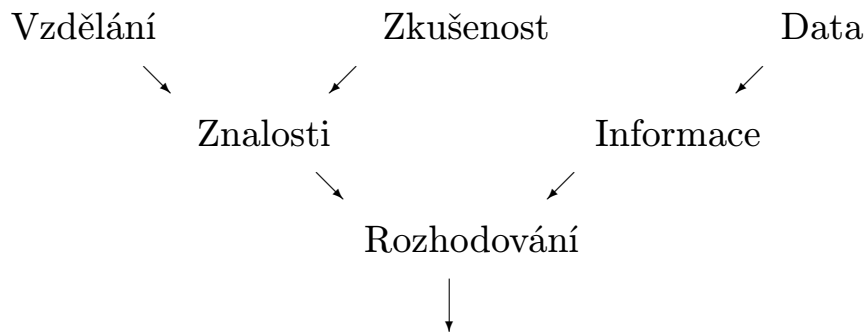 Vzdělání Zkušenost Data
Znalosti Informace
Rozhodování